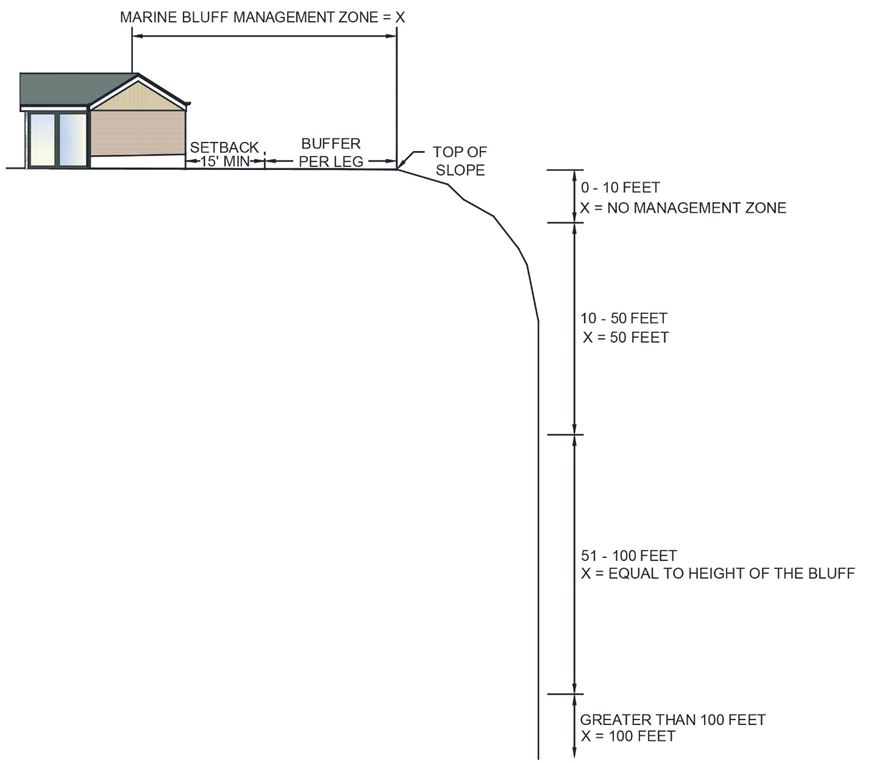 MARINE BLUFF MANAGEMENT ZONE = X
SETBACK
15' MIN
BUFFER
PER LEG
TOP OF
SLOPE
0 - 10 FEET
X = NO MANAGEMENT ZONE
10 - 50 FEET
X = 50 FEET
51 - 100 FEET
X = EQUAL TO HEIGHT OF THE BLUFF
GREATER THAN 100 FEET
X = 100 FEET